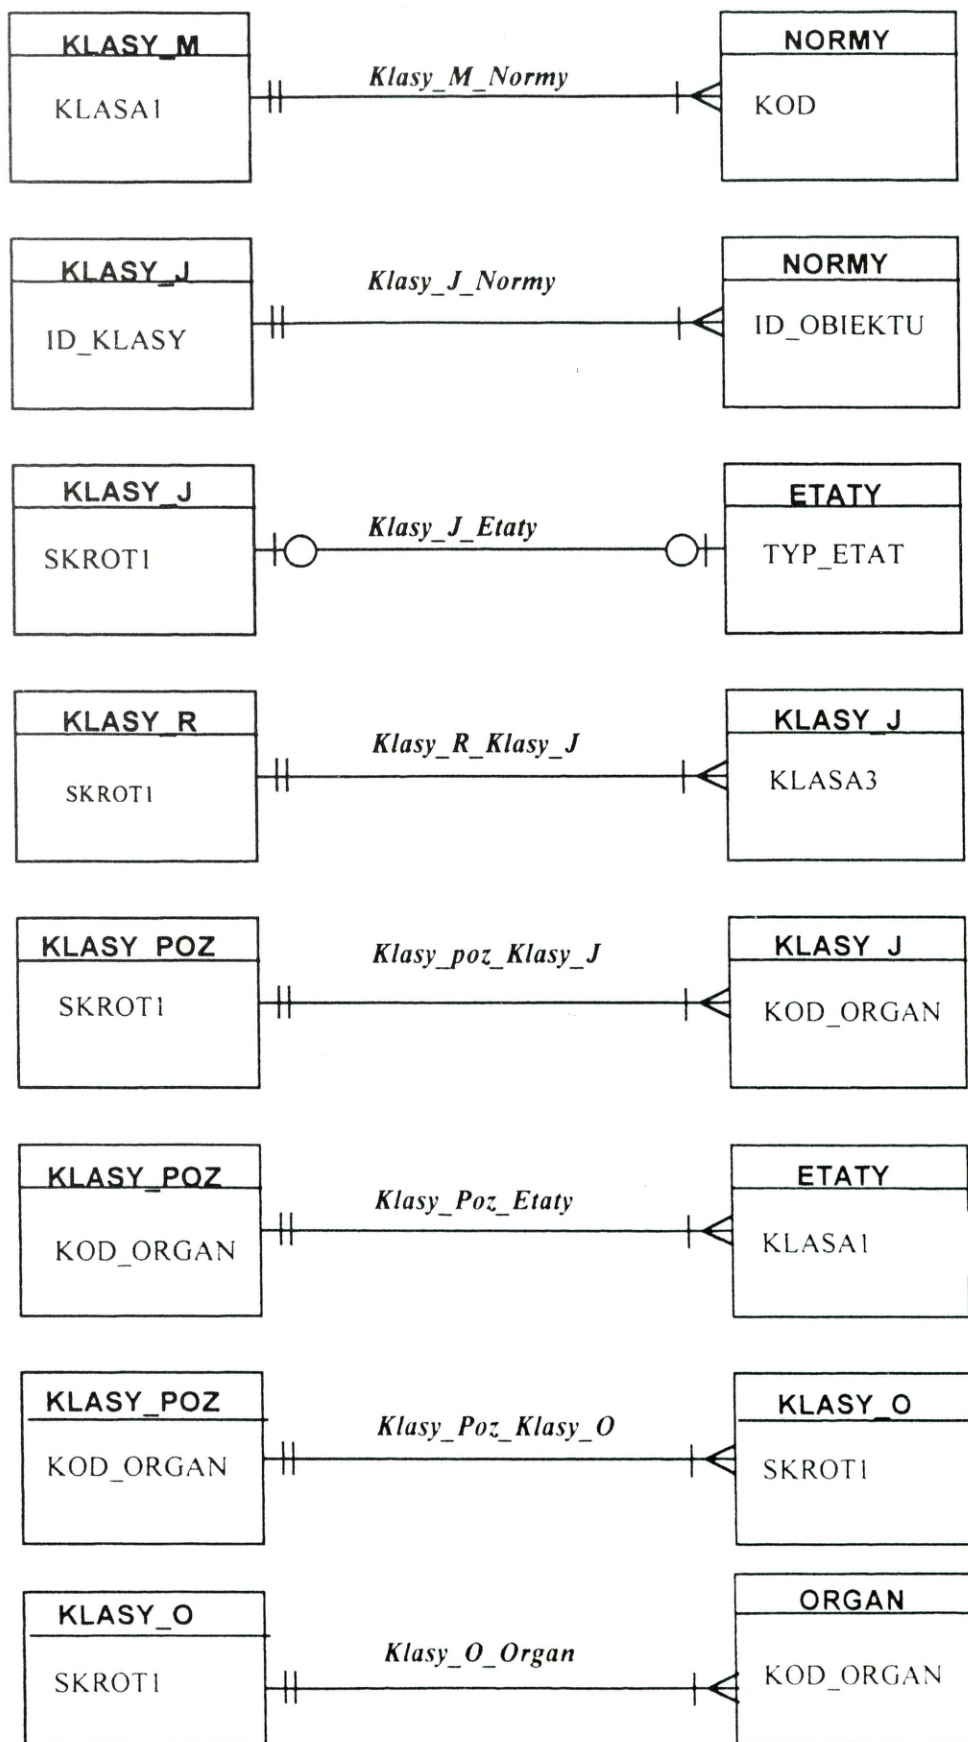 KLASY_M
Klasy_M_Normy
NORMY
KLASA1
KOD
KLASY_J
Klasy_J_Normy
NORMY
ID_KLASY
ID_OBIEKTU
KLASY_J
Klasy_J_Etaty
ETATY
SKROT1
TYP_ETAT
KLASY_R
Klasy_R_Klasy_J
KLASY_J
SKROT1
KLASA3
KLASY_POZ
Klasy_poz_Klasy_J
KLASY_J
SKROT1
KOD_ORGAN
KLASY_POZ
Klasy_Poz_Etaty
ETATY
KOD_ORGAN
KLASA1
KLASY_POZ
Klasy_Poz_Klasy_O
KLASY_O
KOD_ORGAN
SKROT1
KLASY_O
Klasy_O_Organ
ORGAN
SKROT1
KOD_ORGAN